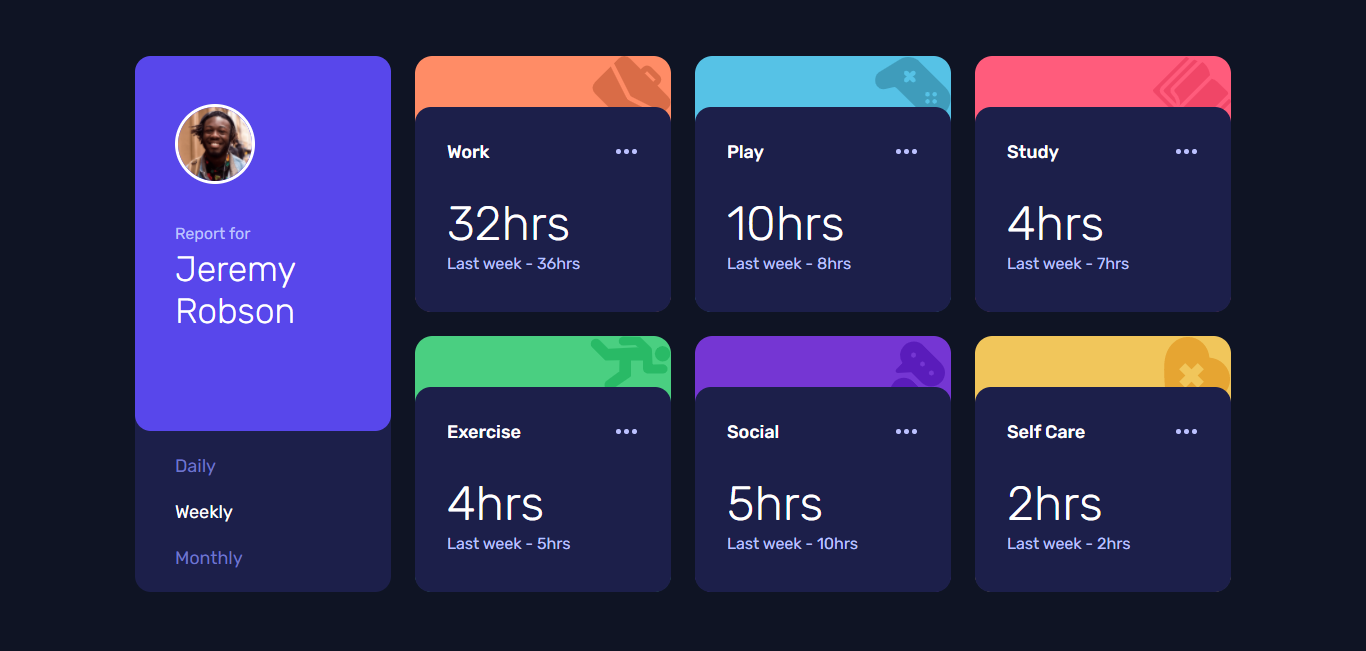 Report for
Jeremy
Robson
Daily
Weekly
Monthly
Work
32hrs
Last week - 36hrs
Play
10hrs
Last week - 8hrs
Study
4hrs
Last week - 7hrs
Exercise
4hrs
Last week - 5hrs
Social
5hrs
Last week - 10hrs
Self Care
2hrs
Last week - 2hrs